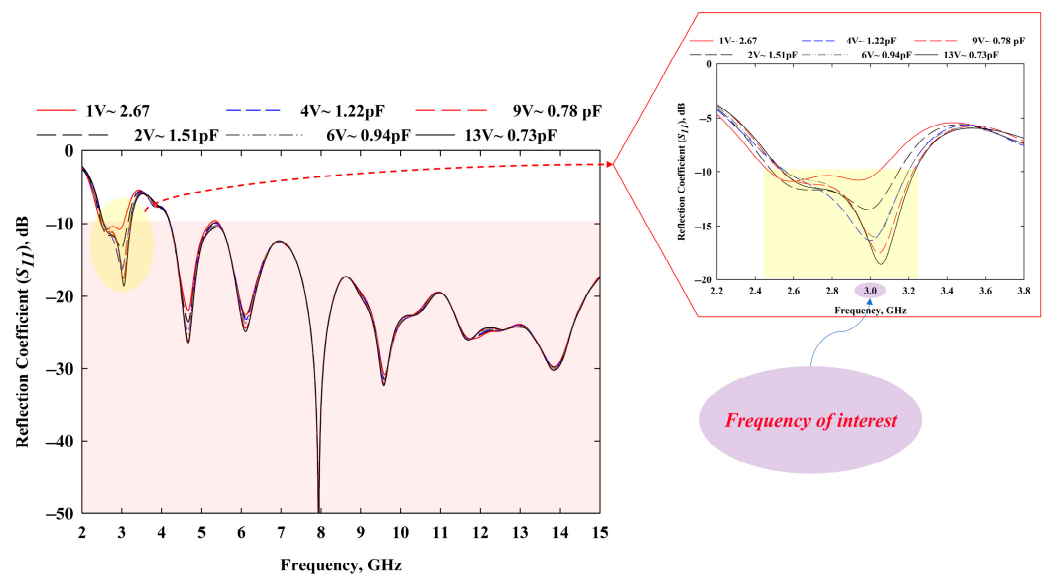 1V~ 2.67 4V~ 1.22pF 9V~ 0.78 pF
2V~ 1.51pF 6V~ 0.94pF 13V~ 0.73pF
Reflection Coefficient (S11), dB
0
−10
−20
−30
−40
−50
2 3 4 5 6 7 8 9 10 11 12 13 14 15
Frequency, GHz
1V~ 2.67 4V~ 1.22pF 9V~ 0.78 pF
2V~ 1.51pF 6V~ 0.94pF 13V~ 0.73pF
Reflection Coefficient (S11), dB
0
−5
−10
−15
−20
2.2 2.4 2.6 2.8 3.0 3.2 3.4 3.6 3.8
Frequency, GHz
Frequency of interest